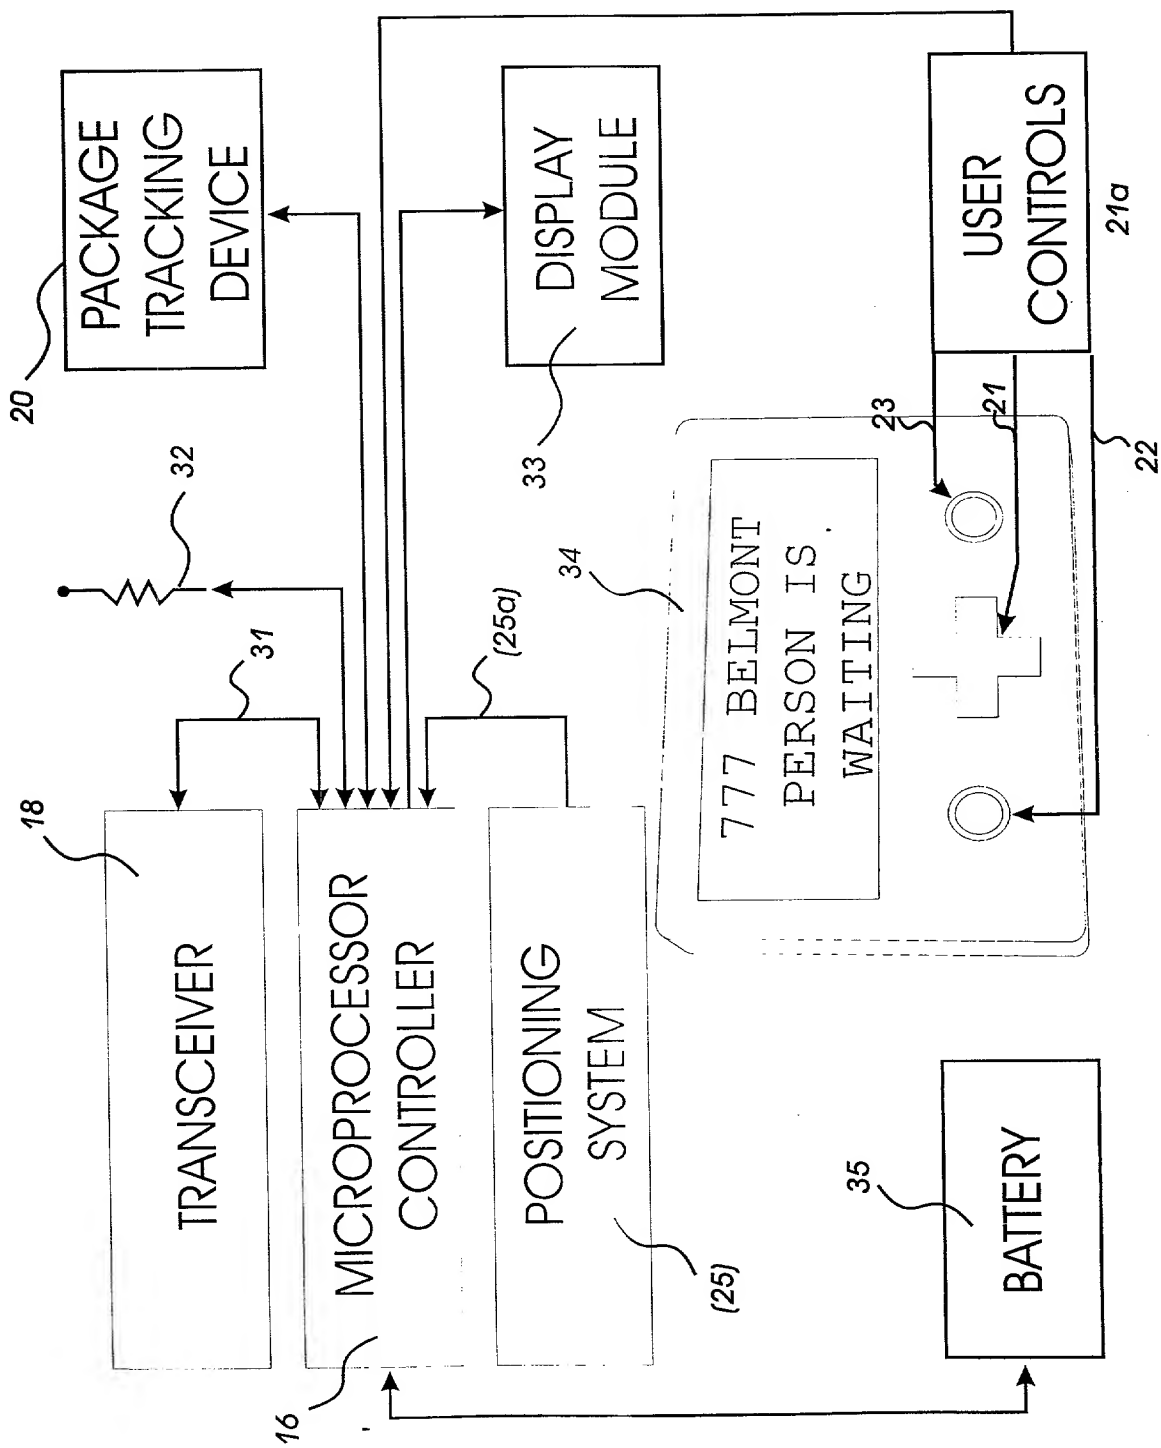 18
TRANSCEIVER
31
32
20
PACKAGE
TRACKING
DEVICE
16
MICROPROCESSOR
CONTROLLER
(25)
POSITIONING
SYSTEM
(25a)
33
DISPLAY
MODULE
34
777 BELMONT
PERSON IS
WAITING
35
BATTERY
23
21
22
USER
CONTROLS
21a